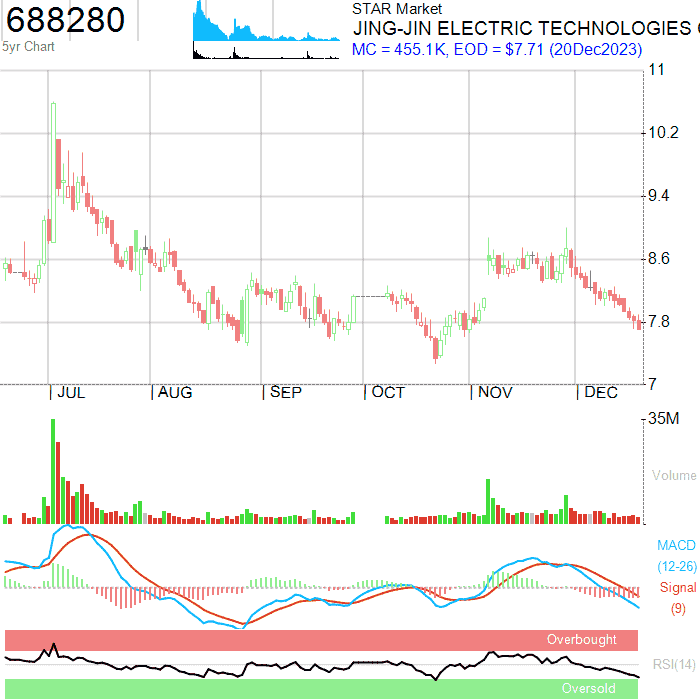 688280
5yr Chart
STAR Market
JING-JIN ELECTRIC TECHNOLOGIES
MC = 455.1K, EOD = $7.71 (20Dec2023)
11
10.2
9.4
8.6
7.8
7
JUL
AUG
SEP
OCT
NOV
DEC
35M
Volume
MACD
(12-26)
Signal
(9)
Overbought
RSI(14)
Oversold